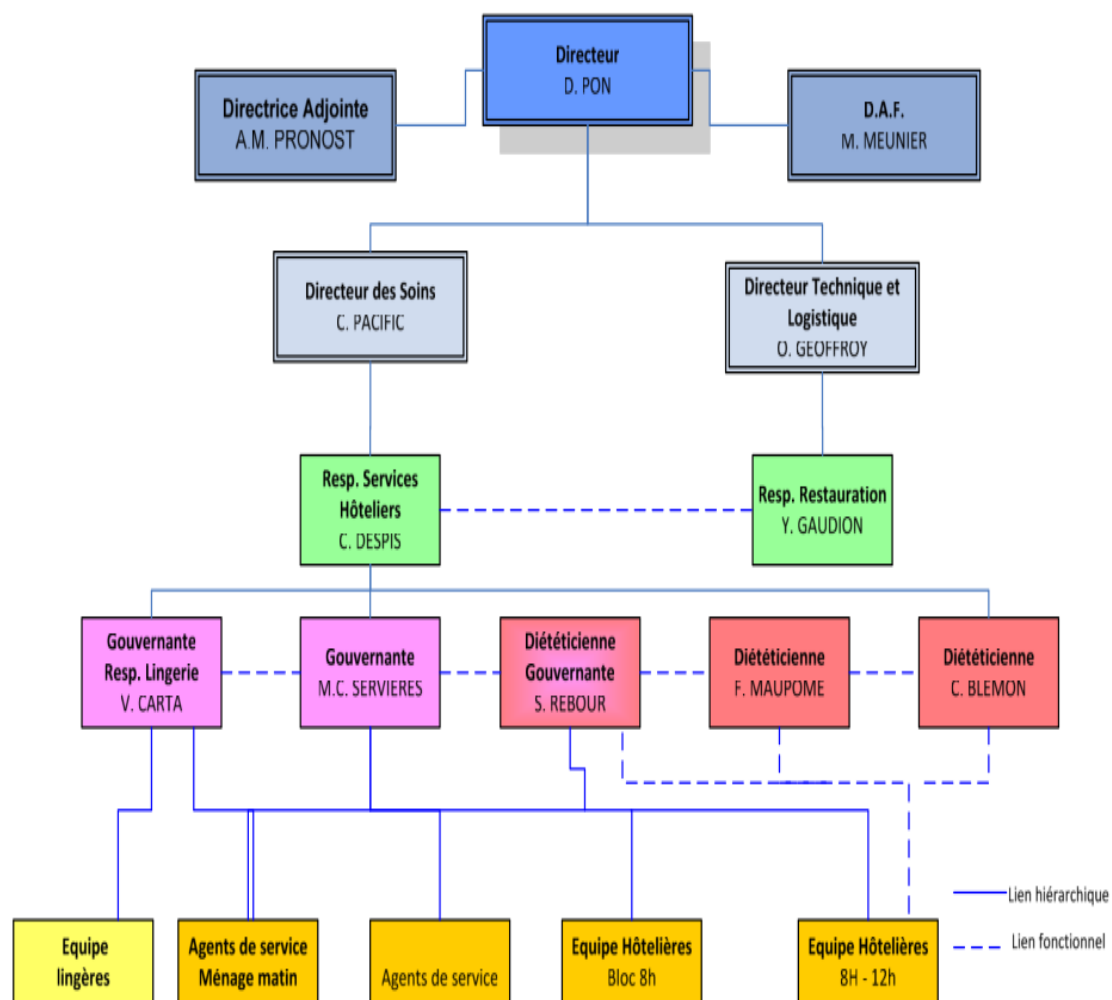 Directeur
D. PON
Directrice Adjointe
A.M. PRONOST
D.A.F.
M. MEUNIER
Directeur des Soins
C. PACIFIC
Directeur Technique et
Logistique
O. GEOFFROY
Resp. Services
Hôteliers
C. DESPIS
Resp. Restauration
Y. GAUDION
Gouvernante
Resp. Lingerie
V. CARTA
Gouvernante
M.C. SERVIERES
Diététicienne
Gouvernante
S. REBOUR
Diététicienne
F. MAUPOME
Diététicienne
C. BLEMON
Lien hiérarchique
Lien fonctionnel
Equipe
lingères
Agents de service
Ménage matin
Agents de service
Equipe Hôtelières
Bloc 8h
Equipe Hôtelières
8H - 12h